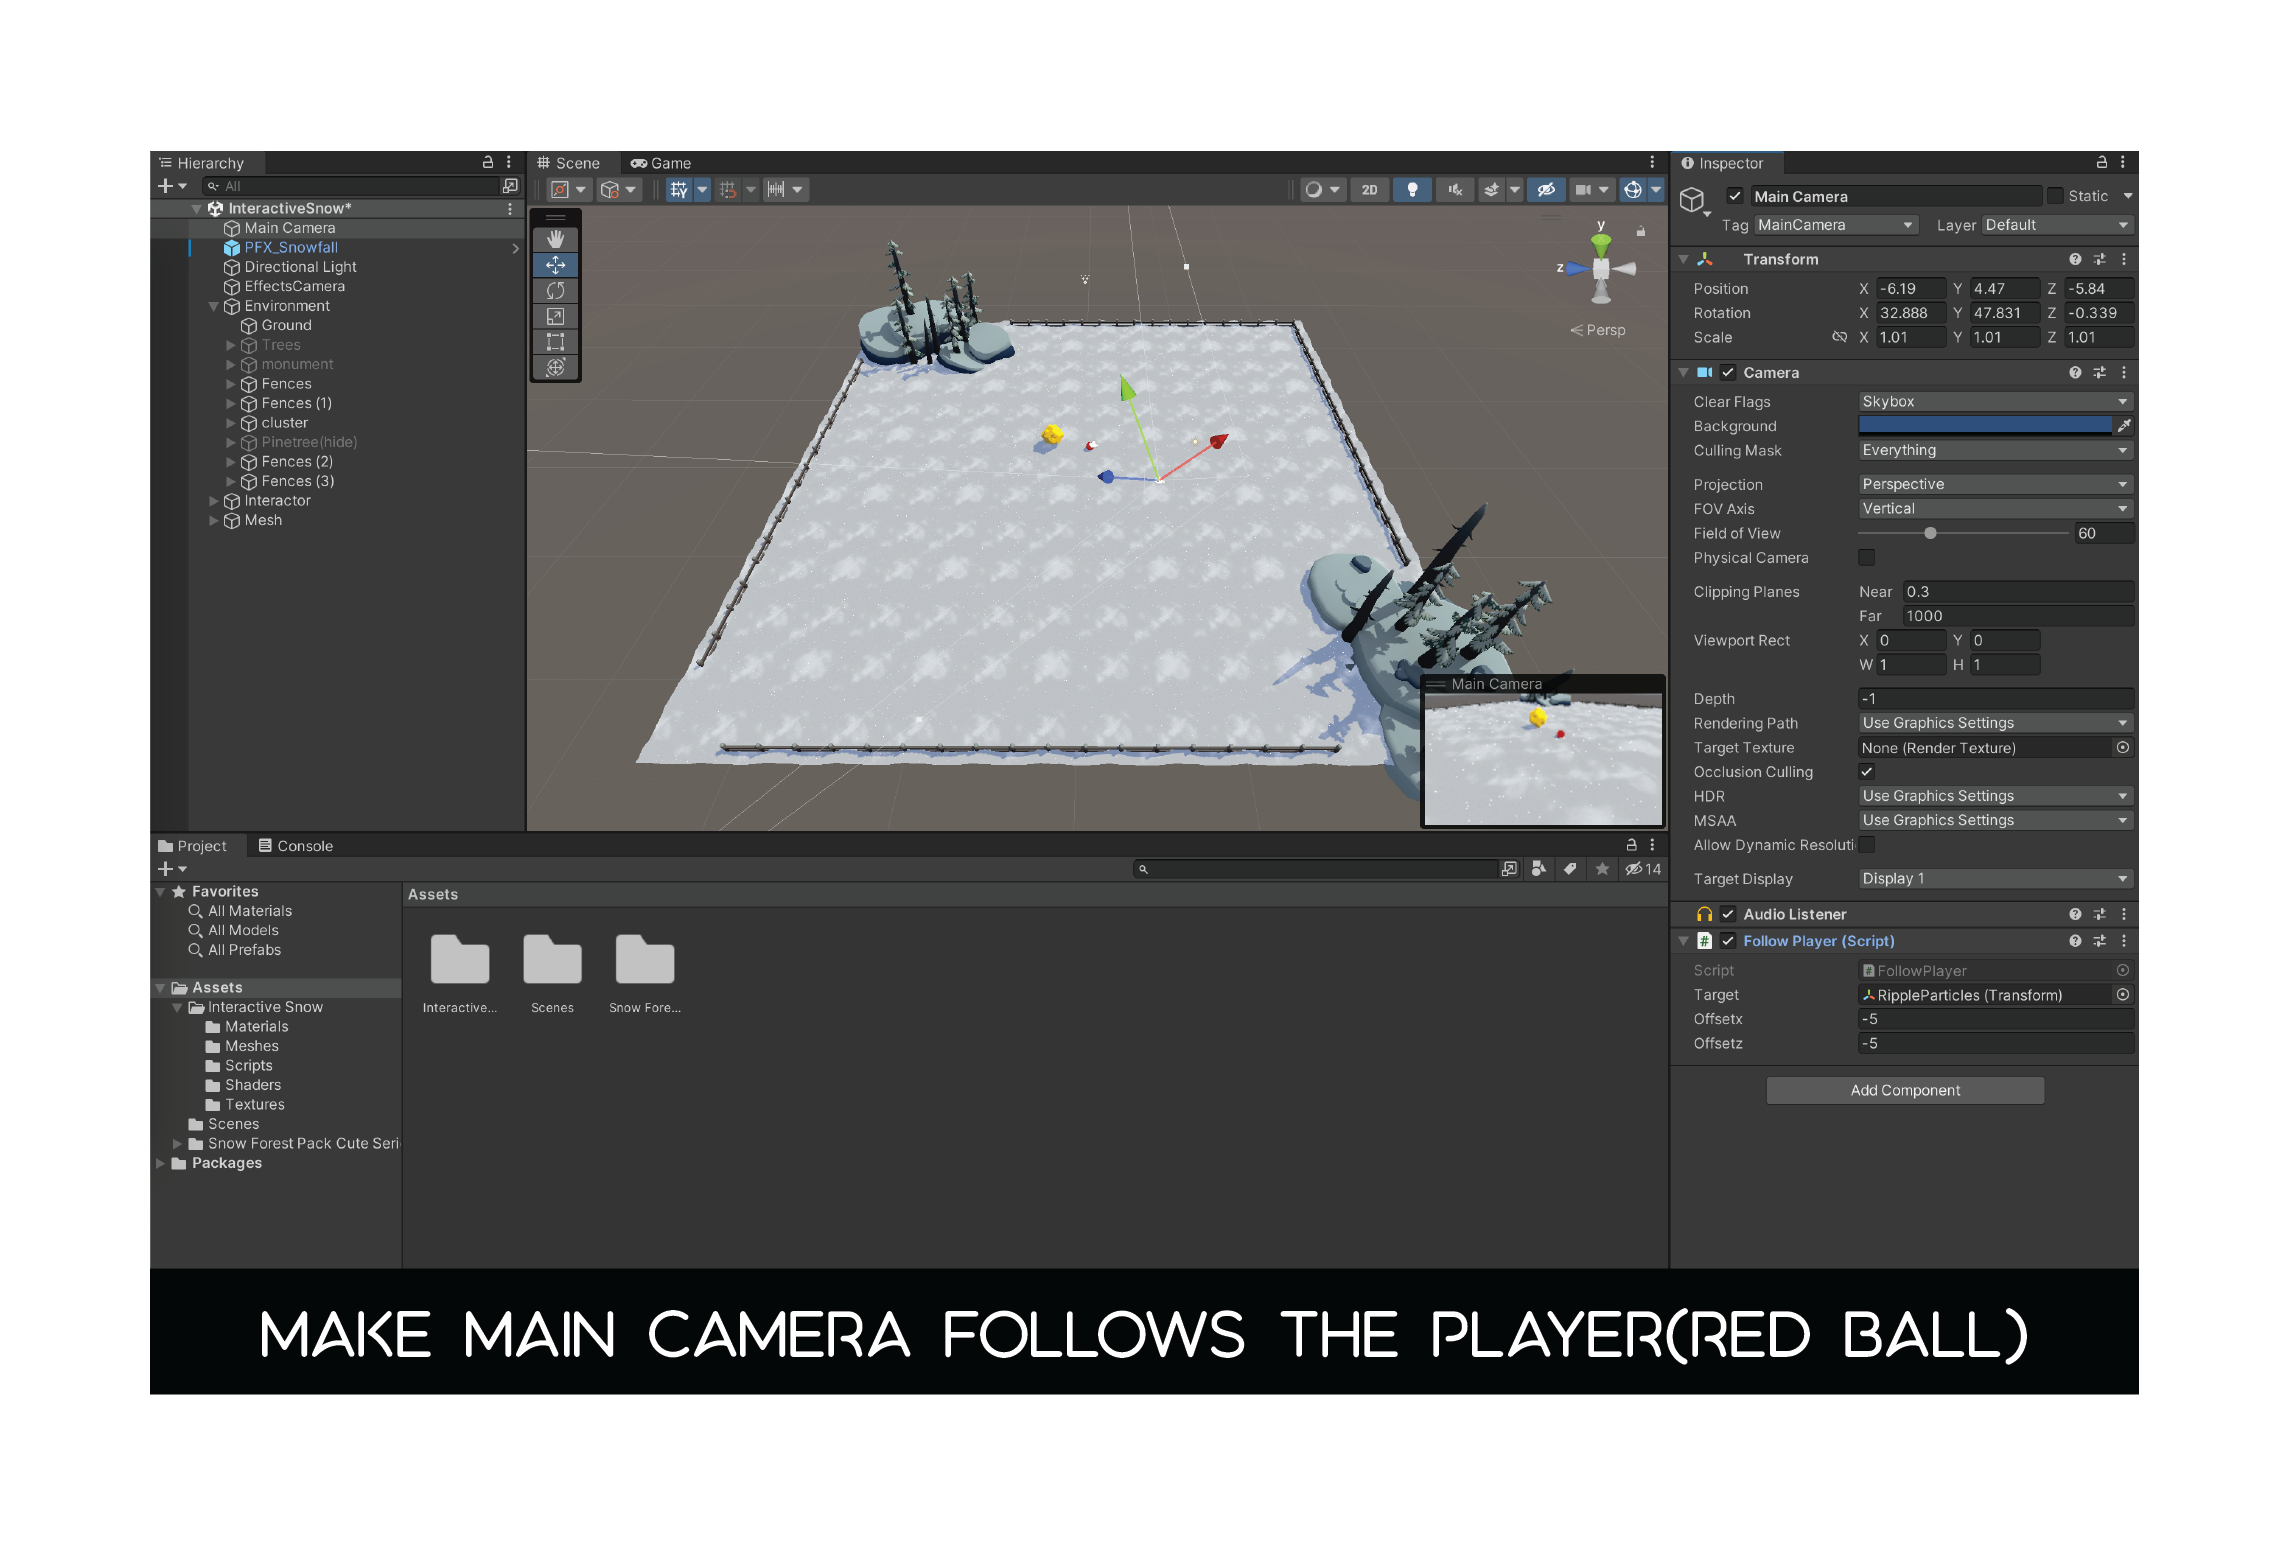 Hierarchy
All
InteractiveSnow*
Main Camera
PFX_Snowfall
Directional Light
EffectsCamera
Environment
Ground
Trees
monument
Fences
Fences (1)
cluster
Pinetree(hide)
Fences (2)
Fences (3)
Interactor
Mesh
Scene
Game
2D
y
z
Persp
Main Camera
Inspector
Main Camera
Static
Tag MainCamera Layer Default
Transform
Position X -6.19 Y 4.47 Z -5.84
Rotation X 32.888 Y 47.831 Z -0.339
Scale X 1.01 Y 1.01 Z 1.01
Camera
Clear Flags Skybox
Background
Culling Mask Everything
Projection Perspective
FOV Axis Vertical
Field of View 60
Physical Camera
Clipping Planes Near 0.3
Far 1000
Viewport Rect X 0 Y 0
W 1 H 1
Depth -1
Rendering Path Use Graphics Settings
Target Texture None (Render Texture)
Occlusion Culling
HDR Use Graphics Settings
MSAA Use Graphics Settings
Allow Dynamic Resoluti
Target Display Display 1
Audio Listener
# Follow Player (Script)
Script # FollowPlayer
Target RippleParticles (Transform)
Offsetx -5
Offsetz -5
Add Component
Project
Console
14
Favorites
All Materials
All Models
All Prefabs
Assets
Interactive Snow
Materials
Meshes
Scripts
Shaders
Textures
Scenes
Snow Forest Pack Cute Seri
Packages
Assets
Interactive...
Scenes
Snow Fore...
MAKE MAIN CAMERA FOLLOWS THE PLAYER(RED BALL)